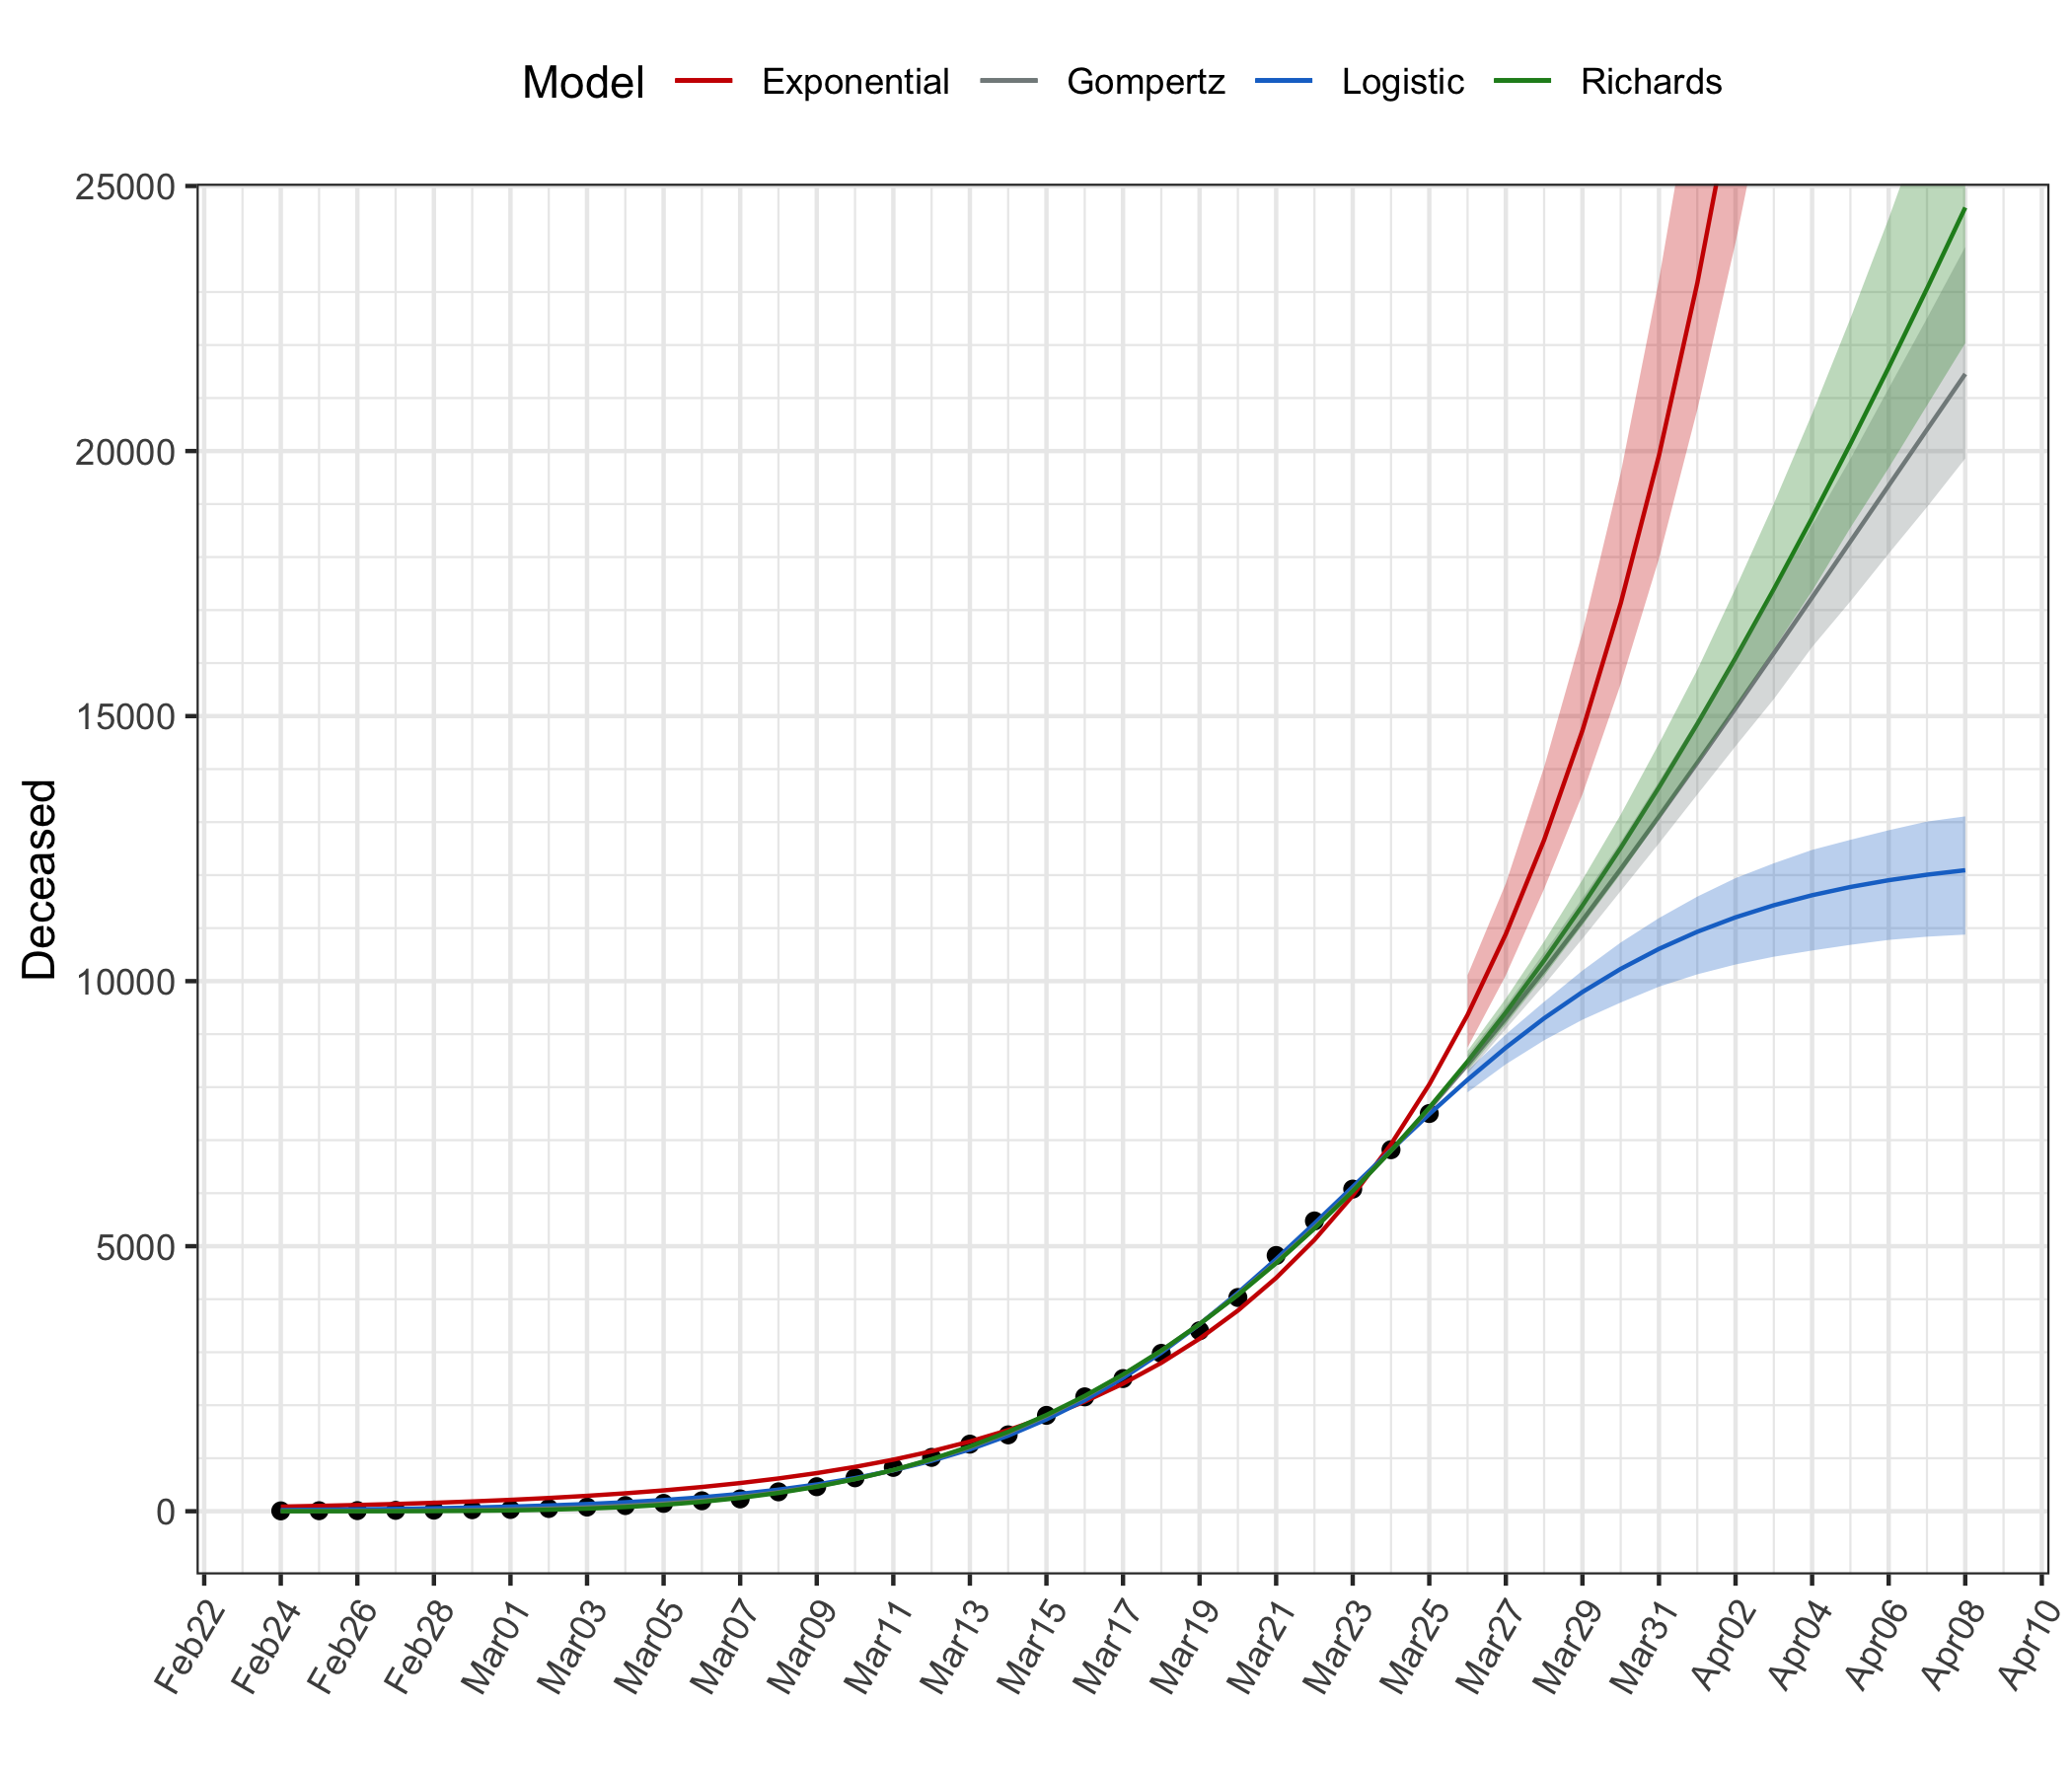 Model Exponential Gompertz Logistic Richards
25000
20000
15000
10000
5000
0
Deceased
Feb22 Feb24 Feb26 Feb28 Mar01 Mar03 Mar05 Mar07 Mar09 Mar11 Mar13 Mar15 Mar17 Mar19 Mar21 Mar23 Mar25 Mar27 Mar29 Mar31 Apr02 Apr04 Apr06 Apr08 Apr10